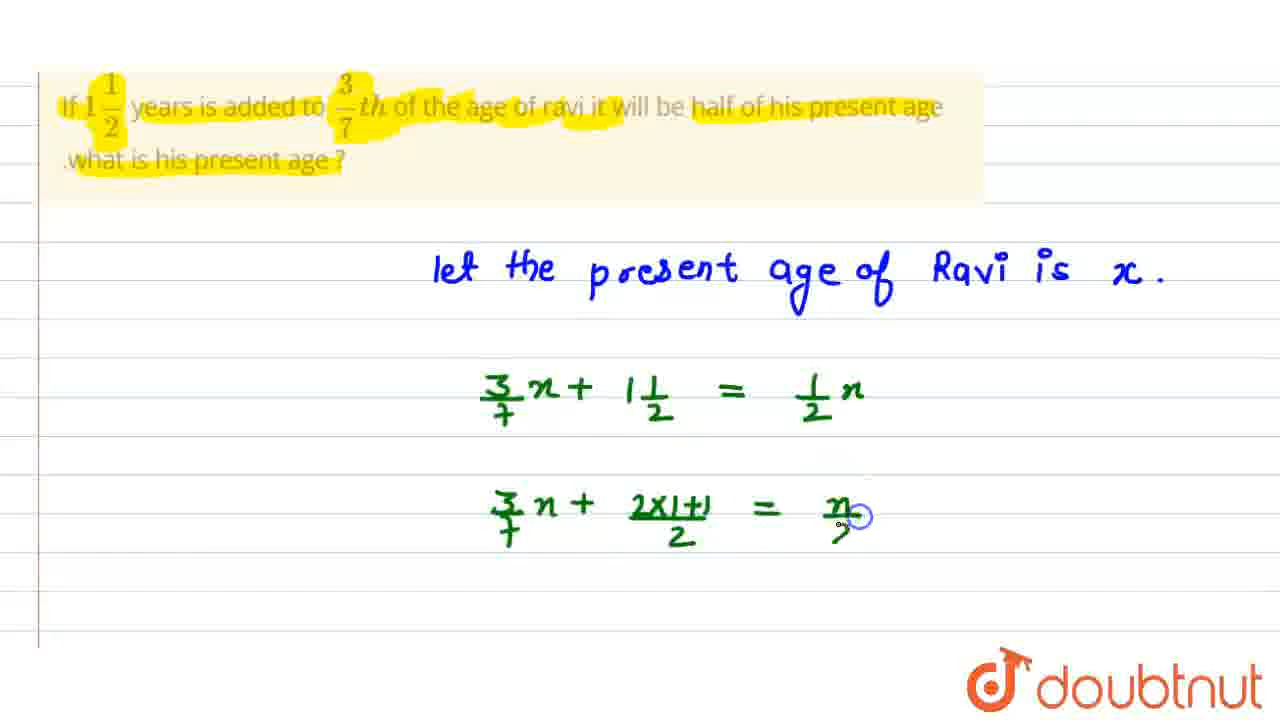 If 1 1/2 years is added to 3/7 th of the age of ravi it will be half of his present age
.what is his present age ?
let the present age of Ravi is x.
3/7 x + 1 1/2 = 1/2 x
3/7 x + 2×1+1/2 = x/2
doubtnut